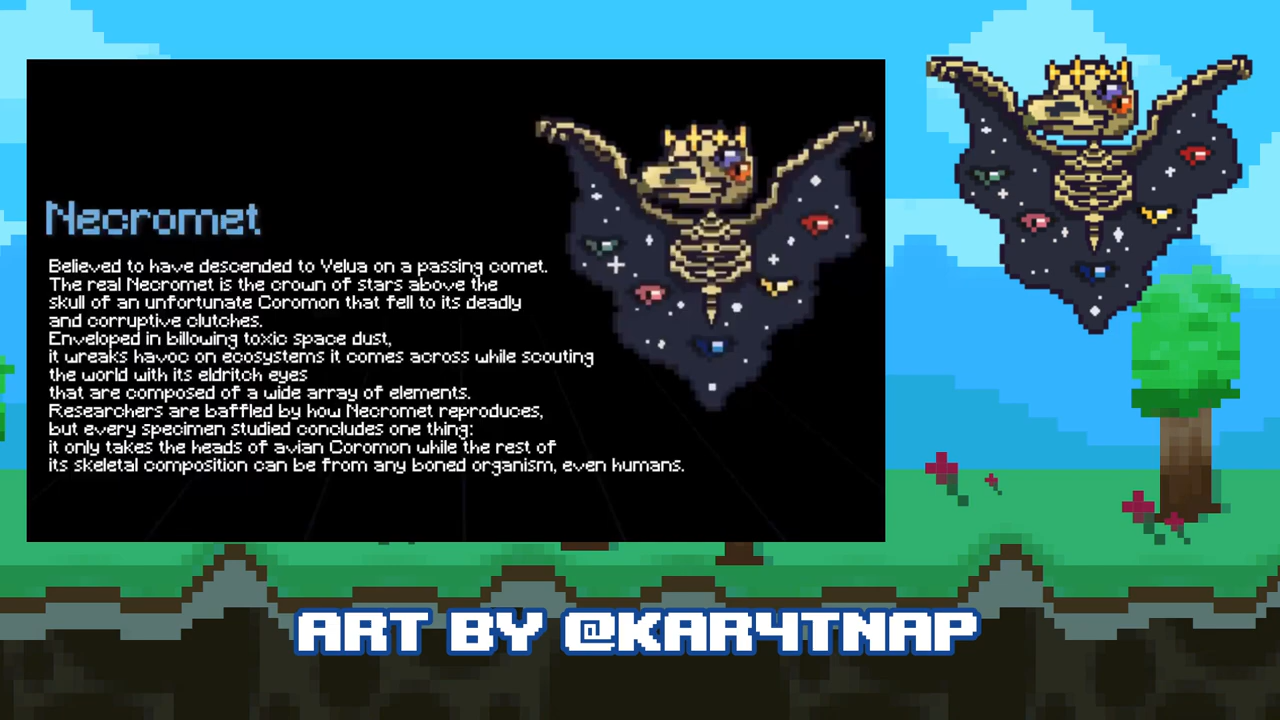 Necromet
Believed to have descended to Velua on a passing comet.
The real Necromet is the crown of stars above the
skull of an unfortunate Coromon that fell to its deadly
and corruptive clutches.
Enveloped in billowing toxic space dust,
it wreaks havoc on ecosystems it comes across while scouting
the world with its eldritch eyes
that are composed of a wide array of elements.
Researchers are baffled by how Necromet reproduces,
but every specimen studied concludes one thing:
it only takes the heads of avian Coromon while the rest of
its skeletal composition can be from any boned organism, even humans.
ART BY @KAR4TNAP